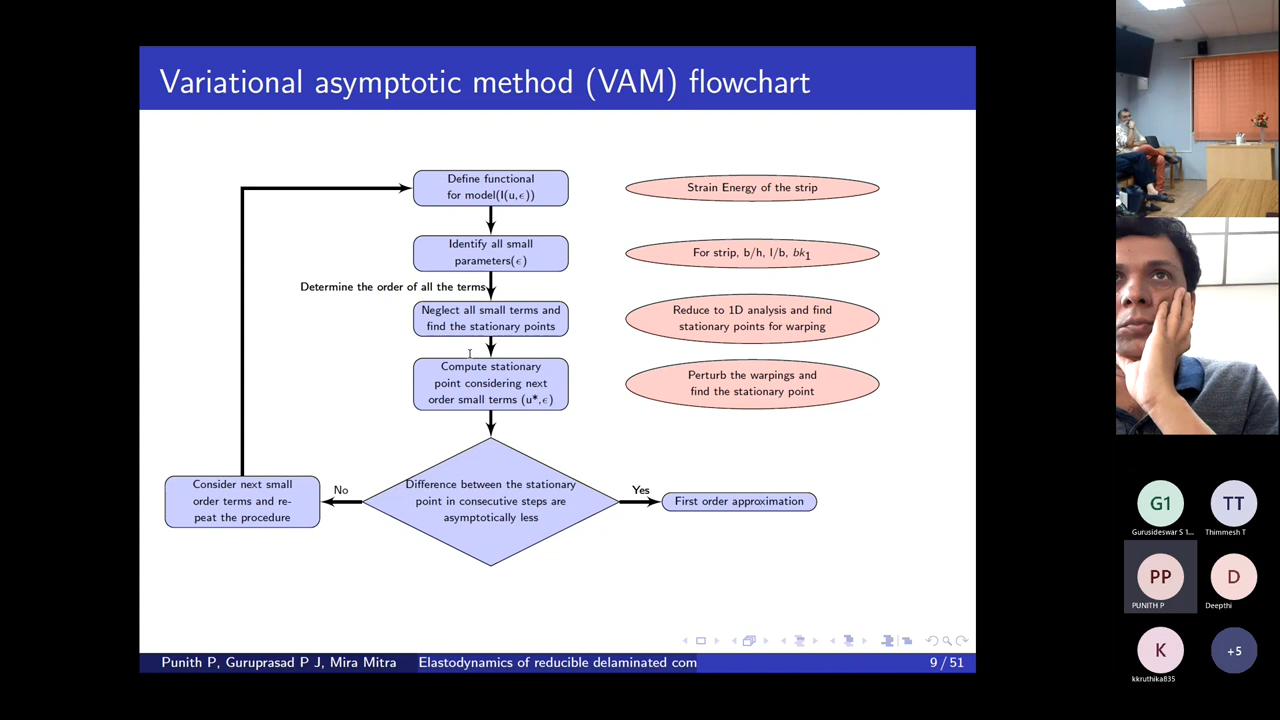 Variational asymptotic method (VAM) flowchart
Define functional
for model(I(u,ϵ))
Strain Energy of the strip
Identify all small
parameters(ϵ)
For strip, b/h, l/b, bk1
Determine the order of all the terms
Neglect all small terms and
find the stationary points
Reduce to 1D analysis and find
stationary points for warping
Compute stationary
point considering next
order small terms (u*,ϵ)
Perturb the warpings and
find the stationary point
Difference between the stationary
point in consecutive steps are
asymptotically less
No
Consider next small
order terms and re-
peat the procedure
Yes
First order approximation
Punith P, Guruprasad P J, Mira Mitra
Elastodynamics of reducible delaminated com
9 / 51
G1
Gurusideswar S 1...
TT
Thimmesh T
PP
PUNITH P
D
Deepthi
K
kkruthika835
+5